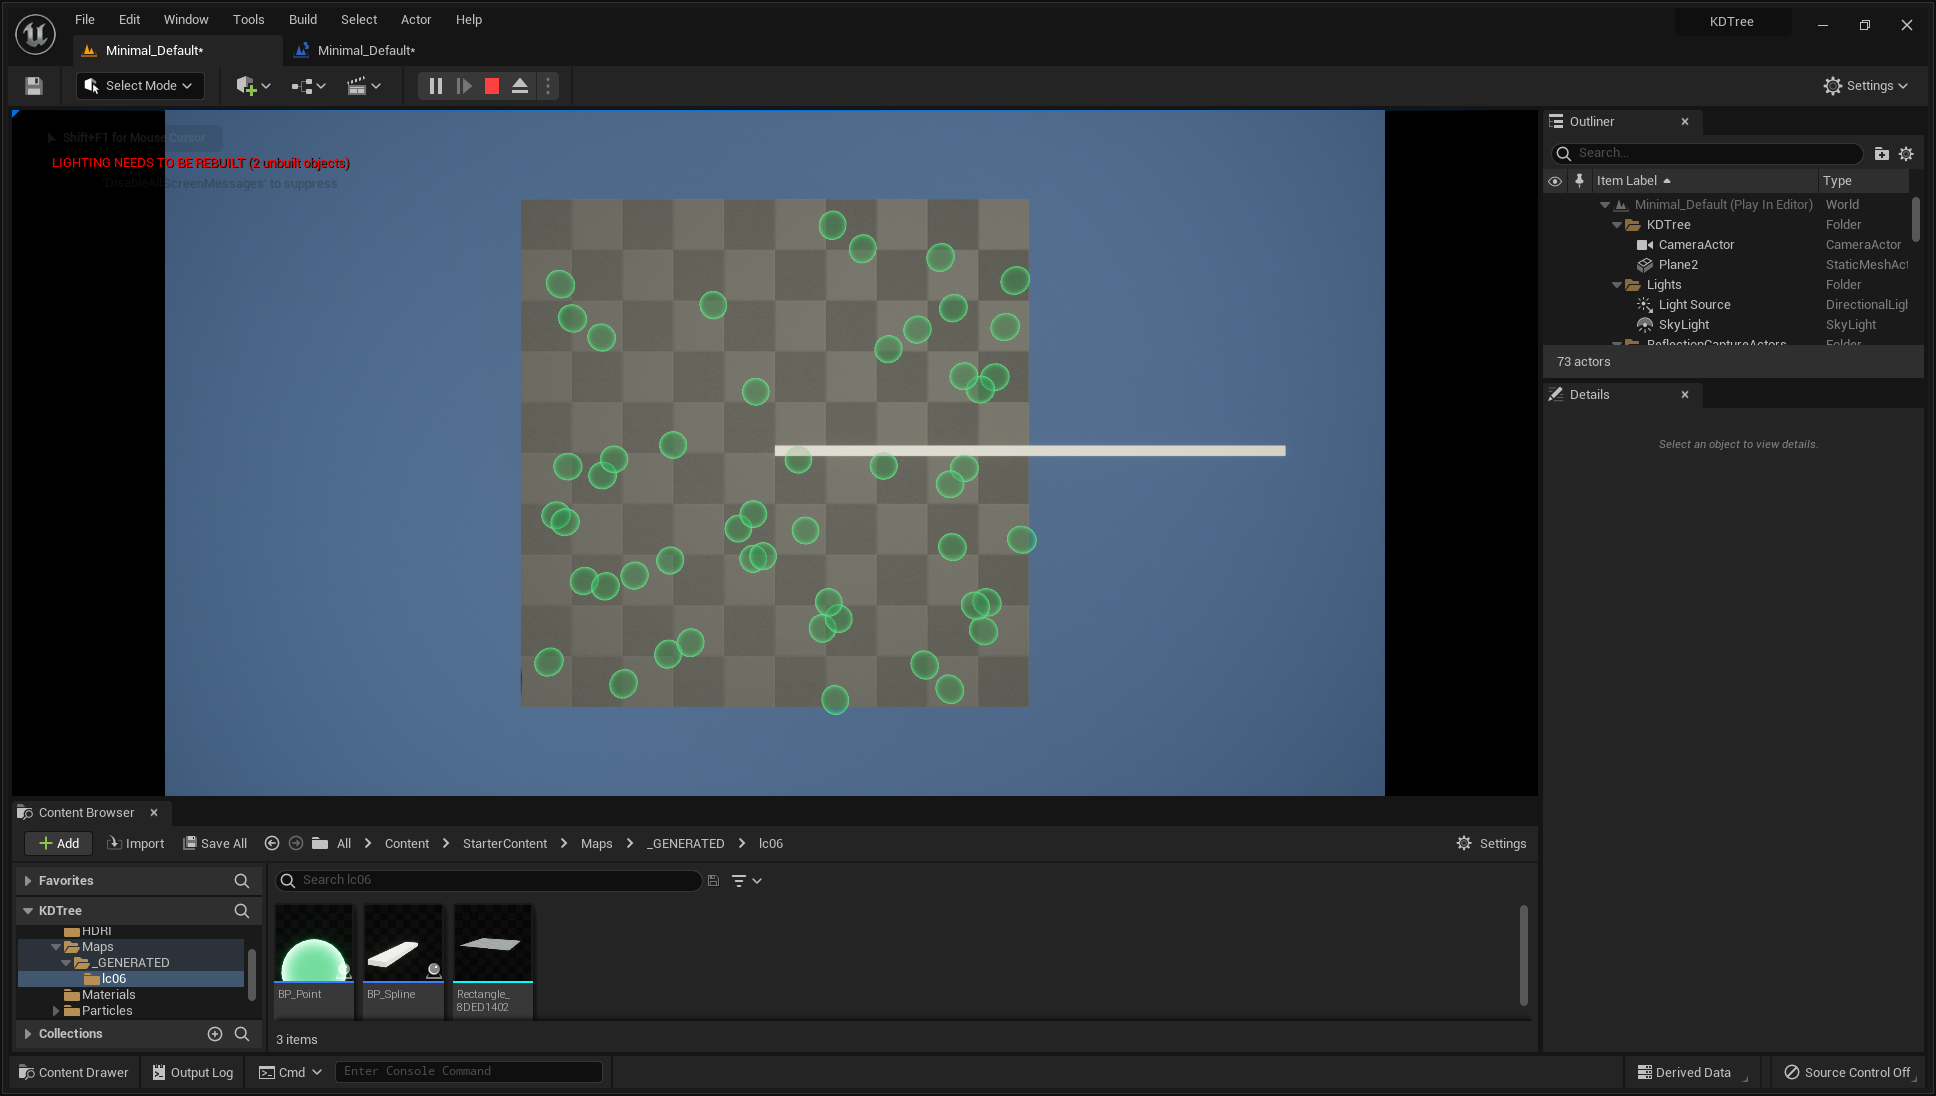 File Edit Window Tools Build Select Actor Help
KDTree
Minimal_Default*
Minimal_Default*
Select Mode
Settings
Shift+F1 for Mouse Cursor
LIGHTING NEEDS TO BE REBUILT (2 unbuilt objects)
'DisableAllScreenMessages' to suppress
Outliner
Search...
Item Label
Type
Minimal_Default (Play In Editor) World
KDTree Folder
CameraActor CameraActor
Plane2 StaticMeshAct
Lights Folder
Light Source DirectionalLigh
SkyLight SkyLight
ReflectionCaptureActors Folder
73 actors
Details
Select an object to view details.
Content Browser
Add
Import
Save All
All
Content
StarterContent
Maps
_GENERATED
lc06
Settings
Favorites
KDTree
HDRI
Maps
_GENERATED
lc06
Materials
Particles
Collections
Search lc06
BP_Point
BP_Spline
Rectangle_
8DED1402
3 items
Content Drawer
Output Log
Cmd
Enter Console Command
Derived Data
Source Control Off